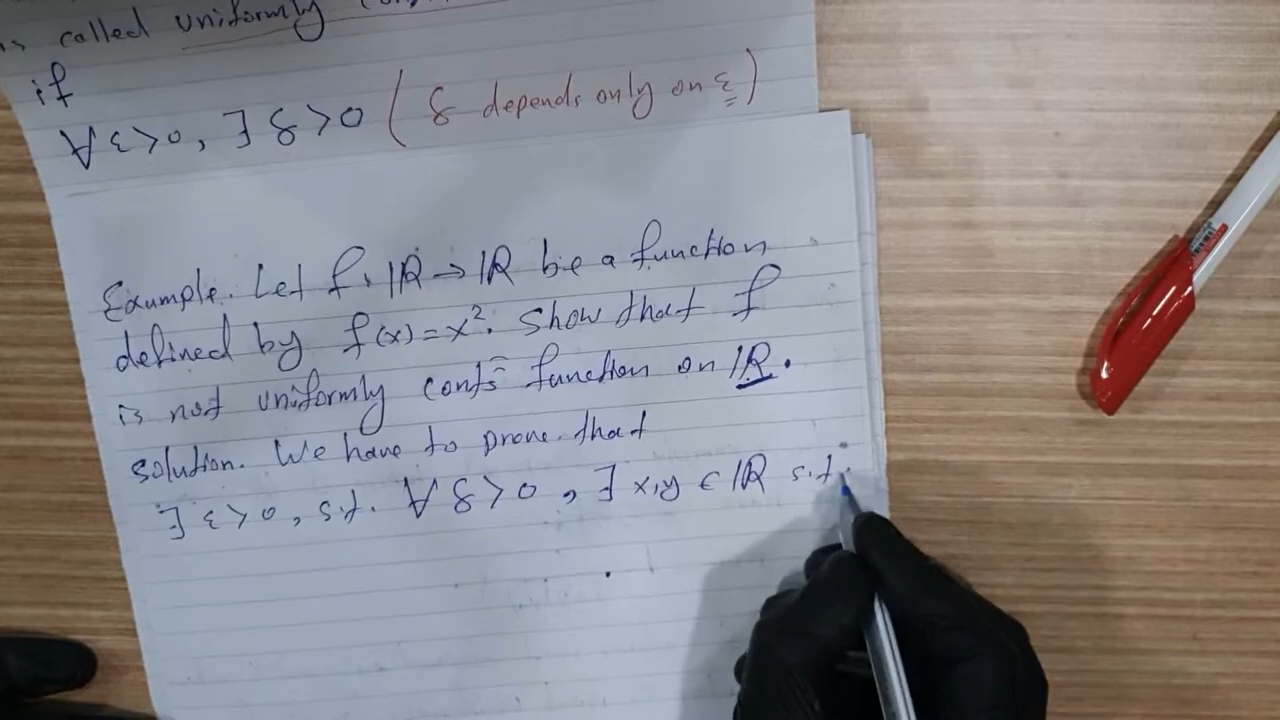 is called uniformly
if
∀ ε>0, ∃ δ>0 (δ depends only on ε)
Example. Let f: ℝ → ℝ be a function
defined by f(x)=x². Show that f
is not uniformly conts function on ℝ.
solution. We have to prove that
∃ ε>0, s.t. ∀ δ>0, ∃ x,y ∈ ℝ s.t.